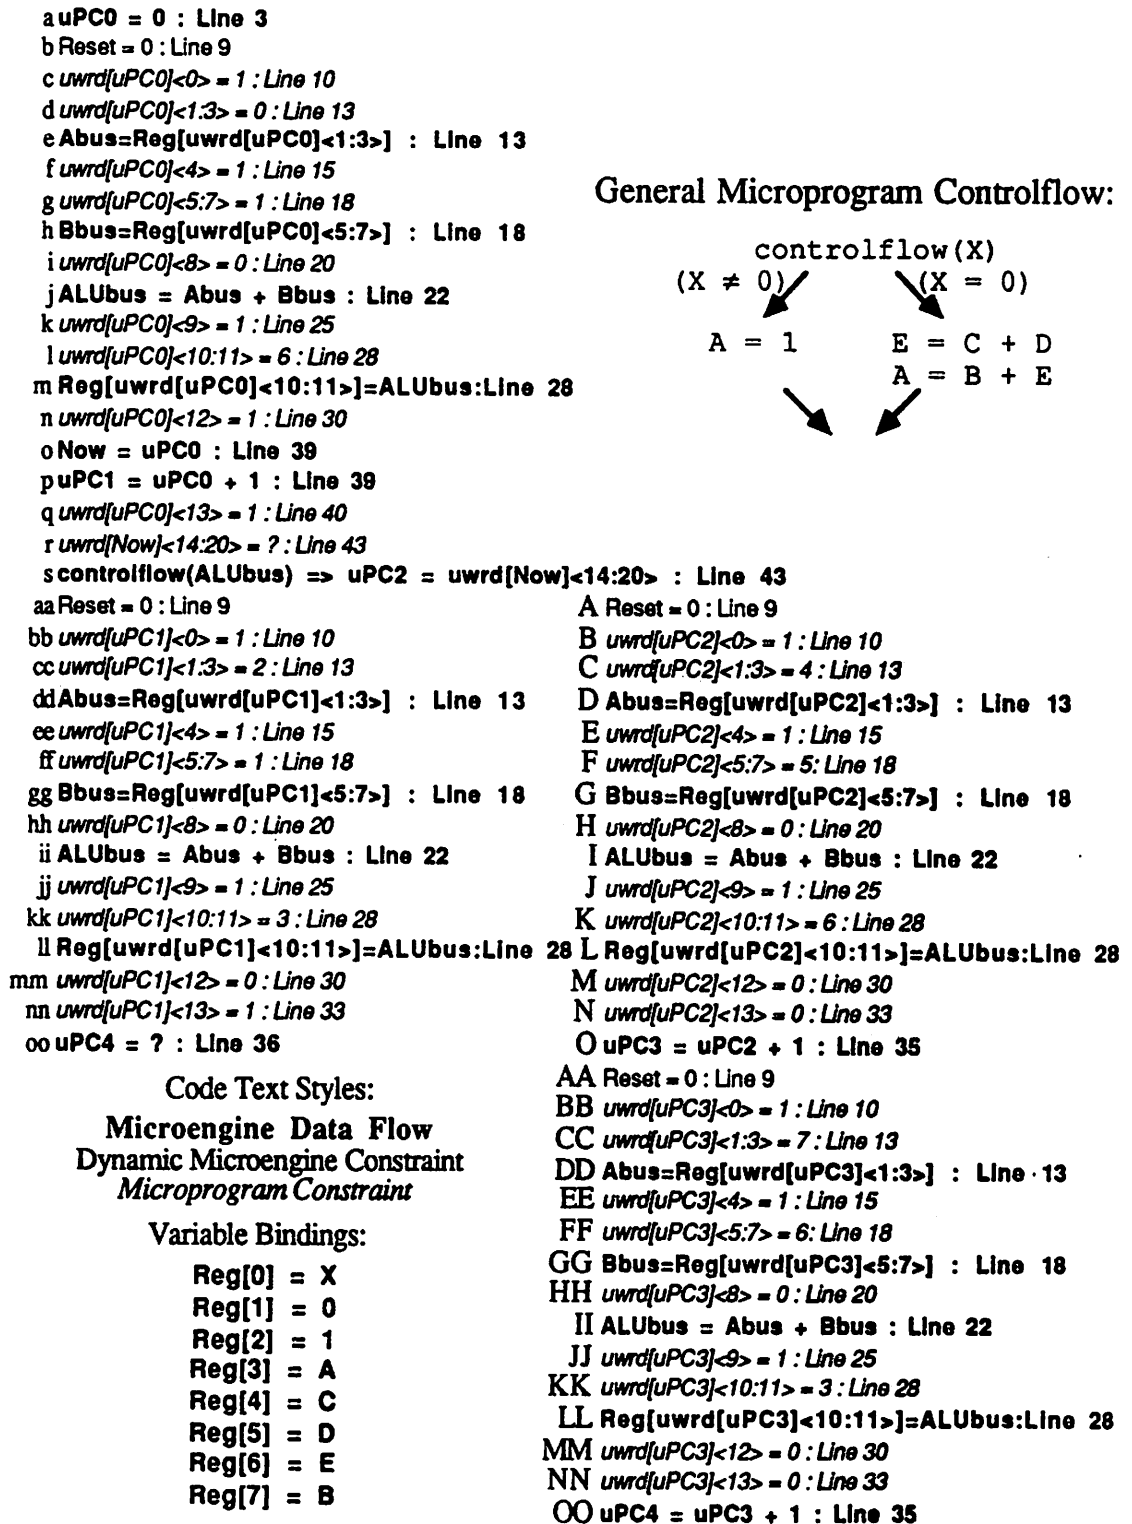 a uPC0 = 0 : Line 3
b Reset = 0 : Line 9
c uwrd[uPC0]<0> = 1 : Line 10
d uwrd[uPC0]<1:3> = 0 : Line 13
e Abus=Reg[uwrd[uPC0]<1:3>] : Line 13
f uwrd[uPC0]<4> = 1 : Line 15
g uwrd[uPC0]<5:7> = 1 : Line 18
h Bbus=Reg[uwrd[uPC0]<5:7>] : Line 18
i uwrd[uPC0]<8> = 0 : Line 20
j ALUbus = Abus + Bbus : Line 22
k uwrd[uPC0]<9> = 1 : Line 25
l uwrd[uPC0]<10:11> = 6 : Line 28
m Reg[uwrd[uPC0]<10:11>]=ALUbus:Line 28
n uwrd[uPC0]<12> = 1 : Line 30
o Now = uPC0 : Line 39
p uPC1 = uPC0 + 1 : Line 39
q uwrd[uPC0]<13> = 1 : Line 40
r uwrd[Now]<14:20> = ? : Line 43
s controlflow(ALUbus) => uPC2 = uwrd[Now]<14:20> : Line 43
General Microprogram Controlflow:
controlflow(X)
(X ≠ 0) (X = 0)
A = 1 E = C + D
A = B + E
aa Reset = 0 : Line 9
bb uwrd[uPC1]<0> = 1 : Line 10
cc uwrd[uPC1]<1:3> = 2 : Line 13
dd Abus=Reg[uwrd[uPC1]<1:3>] : Line 13
ee uwrd[uPC1]<4> = 1 : Line 15
ff uwrd[uPC1]<5:7> = 1 : Line 18
gg Bbus=Reg[uwrd[uPC1]<5:7>] : Line 18
hh uwrd[uPC1]<8> = 0 : Line 20
ii ALUbus = Abus + Bbus : Line 22
jj uwrd[uPC1]<9> = 1 : Line 25
kk uwrd[uPC1]<10:11> = 3 : Line 28
ll Reg[uwrd[uPC1]<10:11>]=ALUbus:Line 28
mm uwrd[uPC1]<12> = 0 : Line 30
nn uwrd[uPC1]<13> = 1 : Line 33
oo uPC4 = ? : Line 36
Code Text Styles:
Microengine Data Flow
Dynamic Microengine Constraint
Microprogram Constraint
Variable Bindings:
Reg[0] = X
Reg[1] = 0
Reg[2] = 1
Reg[3] = A
Reg[4] = C
Reg[5] = D
Reg[6] = E
Reg[7] = B
A Reset = 0 : Line 9
B uwrd[uPC2]<0> = 1 : Line 10
C uwrd[uPC2]<1:3> = 4 : Line 13
D Abus=Reg[uwrd[uPC2]<1:3>] : Line 13
E uwrd[uPC2]<4> = 1 : Line 15
F uwrd[uPC2]<5:7> = 5: Line 18
G Bbus=Reg[uwrd[uPC2]<5:7>] : Line 18
H uwrd[uPC2]<8> = 0 : Line 20
I ALUbus = Abus + Bbus : Line 22
J uwrd[uPC2]<9> = 1 : Line 25
K uwrd[uPC2]<10:11> = 6 : Line 28
L Reg[uwrd[uPC2]<10:11>]=ALUbus:Line 28
M uwrd[uPC2]<12> = 0 : Line 30
N uwrd[uPC2]<13> = 0 : Line 33
O uPC3 = uPC2 + 1 : Line 35
AA Reset = 0 : Line 9
BB uwrd[uPC3]<0> = 1 : Line 10
CC uwrd[uPC3]<1:3> = 7 : Line 13
DD Abus=Reg[uwrd[uPC3]<1:3>] : Line 13
EE uwrd[uPC3]<4> = 1 : Line 15
FF uwrd[uPC3]<5:7> = 6: Line 18
GG Bbus=Reg[uwrd[uPC3]<5:7>] : Line 18
HH uwrd[uPC3]<8> = 0 : Line 20
II ALUbus = Abus + Bbus : Line 22
JJ uwrd[uPC3]<9> = 1 : Line 25
KK uwrd[uPC3]<10:11> = 3 : Line 28
LL Reg[uwrd[uPC3]<10:11>]=ALUbus:Line 28
MM uwrd[uPC3]<12> = 0 : Line 30
NN uwrd[uPC3]<13> = 0 : Line 33
OO uPC4 = uPC3 + 1 : Line 35